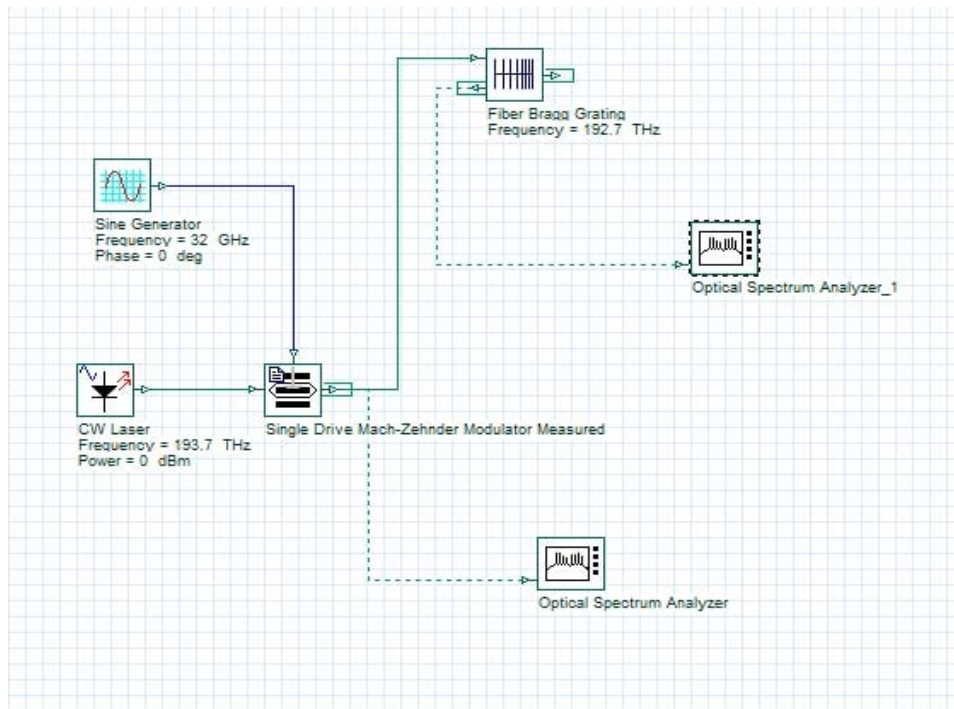 Fiber Bragg Grating
Frequency = 192.7 THz
Sine Generator
Frequency = 32 GHz
Phase = 0 deg
Optical Spectrum Analyzer_1
CW Laser
Frequency = 193.7 THz
Power = 0 dBm
Single Drive Mach-Zehnder Modulator Measured
Optical Spectrum Analyzer